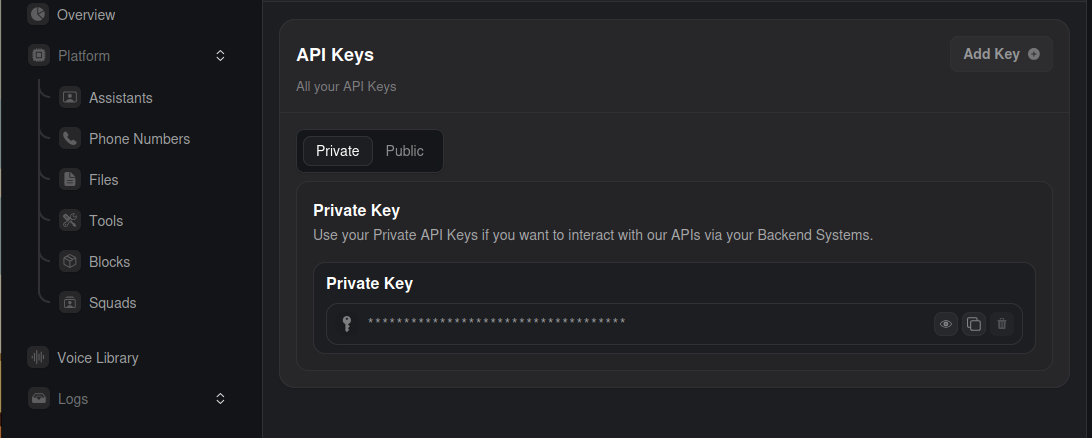 Overview
Platform
Assistants
Phone Numbers
Files
Tools
Blocks
Squads
Voice Library
Logs
API Keys
Add Key
All your API Keys
Private
Public
Private Key
Use your Private API Keys if you want to interact with our APIs via your Backend Systems.
Private Key
************************************